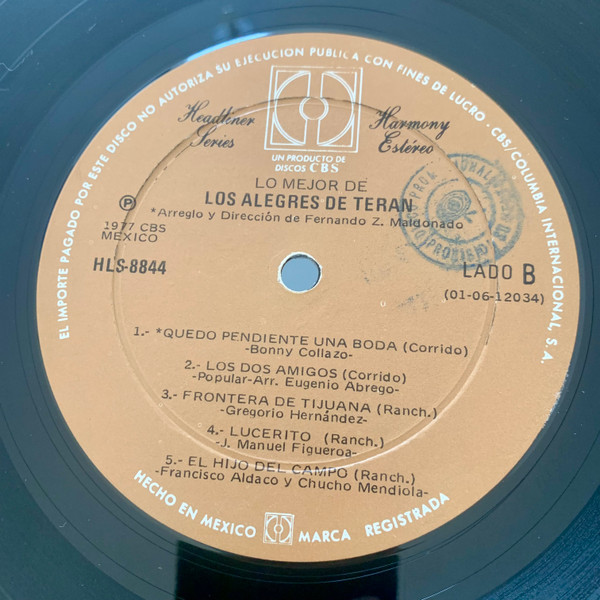 EL IMPORTE PAGADO POR ESTE DISCO NO AUTORIZA SU EJECUCION PUBLICA CON FINES DE LUCRO - CBS/COLUMBIA INTERNACIONAL, S.A.
Headliner Series
Harmony Estéreo
UN PRODUCTO DE
DISCOS CBS
LO MEJOR DE
LOS ALEGRES DE TERAN
*Arreglo y Dirección de Fernando Z. Maldonado
Ⓟ
1977 CBS
MEXICO
HLS-8844
LADO B
(01-06-12034)
1.- *QUEDO PENDIENTE UNA BODA (Corrido)
-Bonny Collazo-
2.- LOS DOS AMIGOS (Corrido)
-Popular-Arr. Eugenio Abrego-
3.- FRONTERA DE TIJUANA (Ranch.)
-Gregorio Hernández-
4.- LUCERITO (Ranch.)
-J. Manuel Figueroa-
5.- EL HIJO DEL CAMPO (Ranch.)
-Francisco Aldaco y Chucho Mendiola-
HECHO EN MEXICO MARCA REGISTRADA